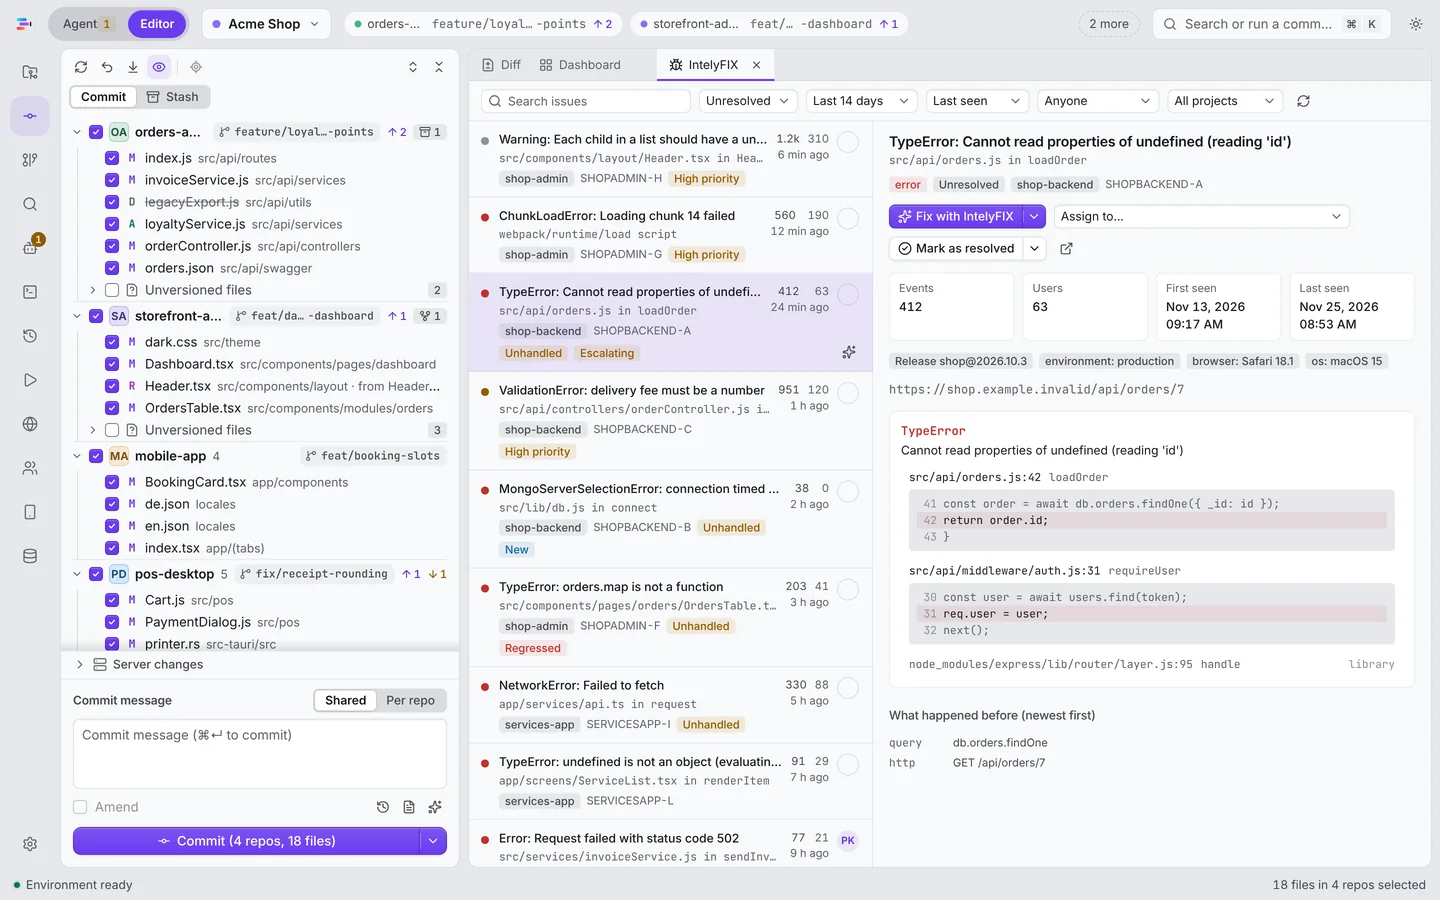 Agent 1 Editor Acme Shop orders-... feature/loyal…-points ↑2 storefront-ad... feat/… -dashboard ↑1 2 more Search or run a comm... ⌘ K
Commit Stash
orders-a... feature/loyal…-points ↑2 1
OA
M index.js src/api/routes
M invoiceService.js src/api/services
D legacyExport.js src/api/utils
A loyaltyService.js src/api/services
M orderController.js src/api/controllers
M orders.json src/api/swagger
Unversioned files 2
SA storefront-a... feat/da… -dashboard ↑1 1
M dark.css src/theme
M Dashboard.tsx src/components/pages/dashboard
R Header.tsx src/components/layout · from Header...
M OrdersTable.tsx src/components/modules/orders
Unversioned files 3
MA mobile-app 4 feat/booking-slots
M BookingCard.tsx app/components
M de.json locales
M en.json locales
M index.tsx app/(tabs)
PD pos-desktop 5 fix/receipt-rounding ↑1 ↓1
M Cart.js src/pos
M PaymentDialog.js src/pos
M printer.rs src-tauri/src
Server changes
Commit message Shared Per repo
Commit message (⌘↵ to commit)
Amend
Commit (4 repos, 18 files)
1
Diff Dashboard IntelyFIX
Search issues Unresolved Last 14 days Last seen Anyone All projects
Warning: Each child in a list should have a un... 1.2k 310
src/components/layout/Header.tsx in Hea… 6 min ago
shop-admin SHOPADMIN-H High priority
ChunkLoadError: Loading chunk 14 failed 560 190
webpack/runtime/load script 12 min ago
shop-admin SHOPADMIN-G High priority
TypeError: Cannot read properties of undefi... 412 63
src/api/orders.js in loadOrder 24 min ago
shop-backend SHOPBACKEND-A
Unhandled Escalating
ValidationError: delivery fee must be a number 951 120
src/api/controllers/orderController.js i… 1 h ago
shop-backend SHOPBACKEND-C
High priority
MongoServerSelectionError: connection timed ... 38 0
src/lib/db.js in connect 2 h ago
shop-backend SHOPBACKEND-B Unhandled
New
TypeError: orders.map is not a function 203 41
src/components/pages/orders/OrdersTable.t… 3 h ago
shop-admin SHOPADMIN-F Unhandled
Regressed
NetworkError: Failed to fetch 330 88
app/services/api.ts in request 5 h ago
services-app SERVICESAPP-I Unhandled
TypeError: undefined is not an object (evaluatin... 91 29
app/screens/ServiceList.tsx in renderItem 7 h ago
services-app SERVICESAPP-L
Error: Request failed with status code 502 77 21 PK
src/services/invoiceService.js in sendInv… 9 h ago
TypeError: Cannot read properties of undefined (reading 'id')
src/api/orders.js in loadOrder
error Unresolved shop-backend SHOPBACKEND-A
Fix with IntelyFIX Assign to...
Mark as resolved
Events Users First seen Last seen
412 63 Nov 13, 2026 Nov 25, 2026
09:17 AM 08:53 AM
Release shop@2026.10.3 environment: production browser: Safari 18.1 os: macOS 15
https://shop.example.invalid/api/orders/7
TypeError
Cannot read properties of undefined (reading 'id')
src/api/orders.js:42 loadOrder
41 const order = await db.orders.findOne({ _id: id });
42 return order.id;
43 }
src/api/middleware/auth.js:31 requireUser
30 const user = await users.find(token);
31 req.user = user;
32 next();
node_modules/express/lib/router/layer.js:95 handle library
What happened before (newest first)
query db.orders.findOne
http GET /api/orders/7
Environment ready 18 files in 4 repos selected